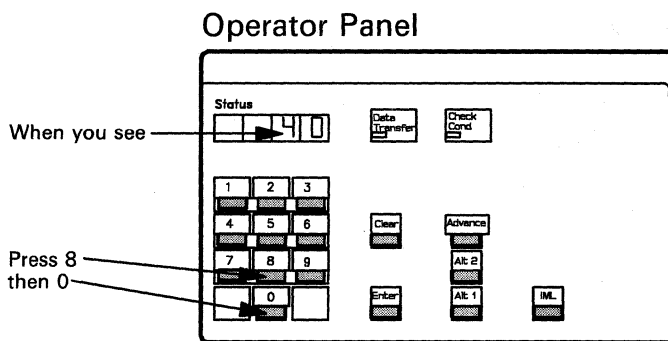 Operator Panel
Status
When you see
40
Data
Transfer
Check
Cond
1 2 3
4 5 6
Clear
Advance
Press 8
then 0
7 8 9
Alt 2
0
Enter
Alt 1
IML